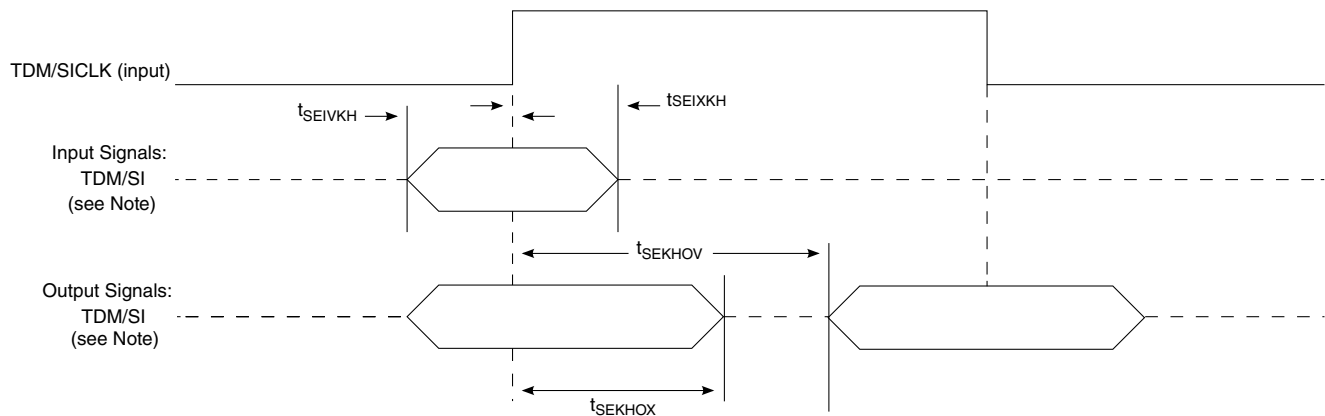 TDM/SICLK (input)
tSEIVKH
tSEIXKH
Input Signals:
TDM/SI
(see Note)
tSEKHOV
Output Signals:
TDM/SI
(see Note)
tSEKHOX